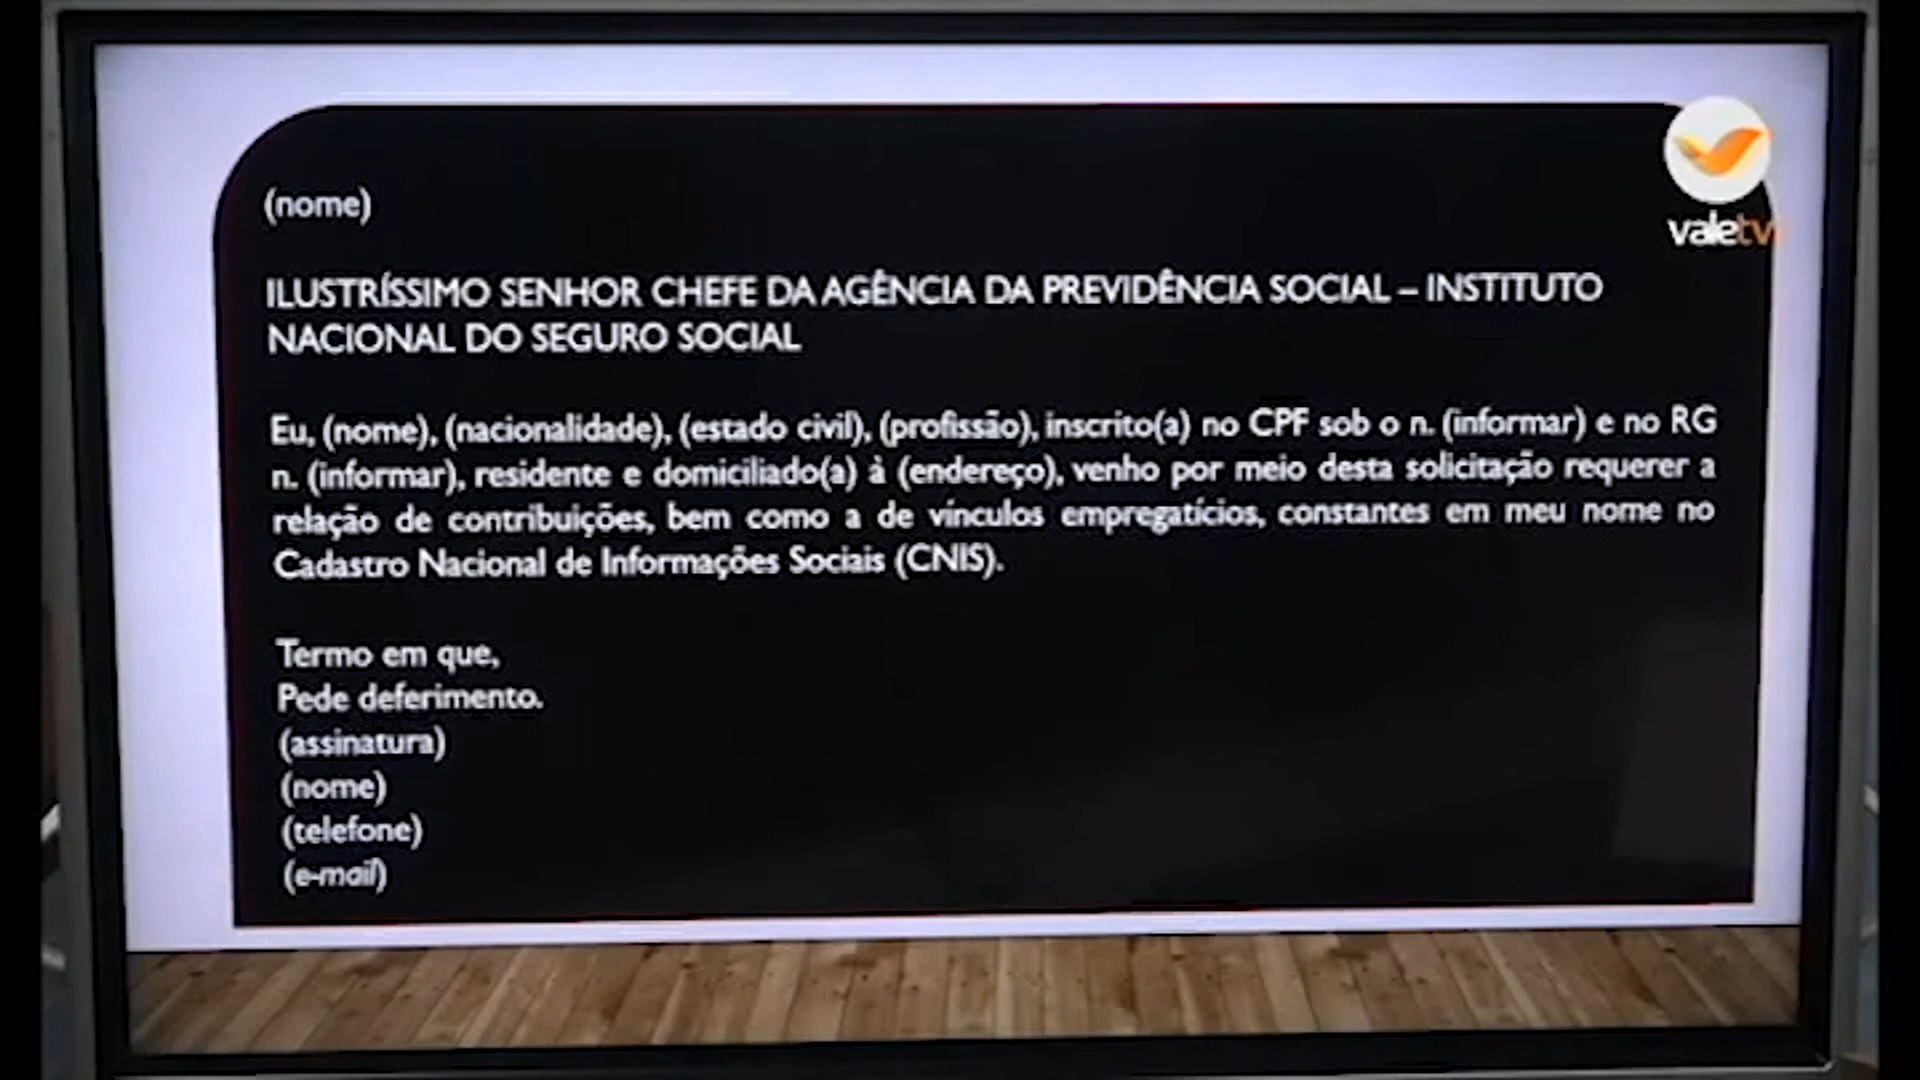 (nome)
valetv
ILUSTRÍSSIMO SENHOR CHEFE DA AGÊNCIA DA PREVIDÊNCIA SOCIAL – INSTITUTO
NACIONAL DO SEGURO SOCIAL
Eu, (nome), (nacionalidade), (estado civil), (profissão), inscrito(a) no CPF sob o n. (informar) e no RG
n. (informar), residente e domiciliado(a) à (endereço), venho por meio desta solicitação requerer a
relação de contribuições, bem como a de vínculos empregatícios, constantes em meu nome no
Cadastro Nacional de Informações Sociais (CNIS).
Termo em que,
Pede deferimento.
(assinatura)
(nome)
(telefone)
(e-mail)